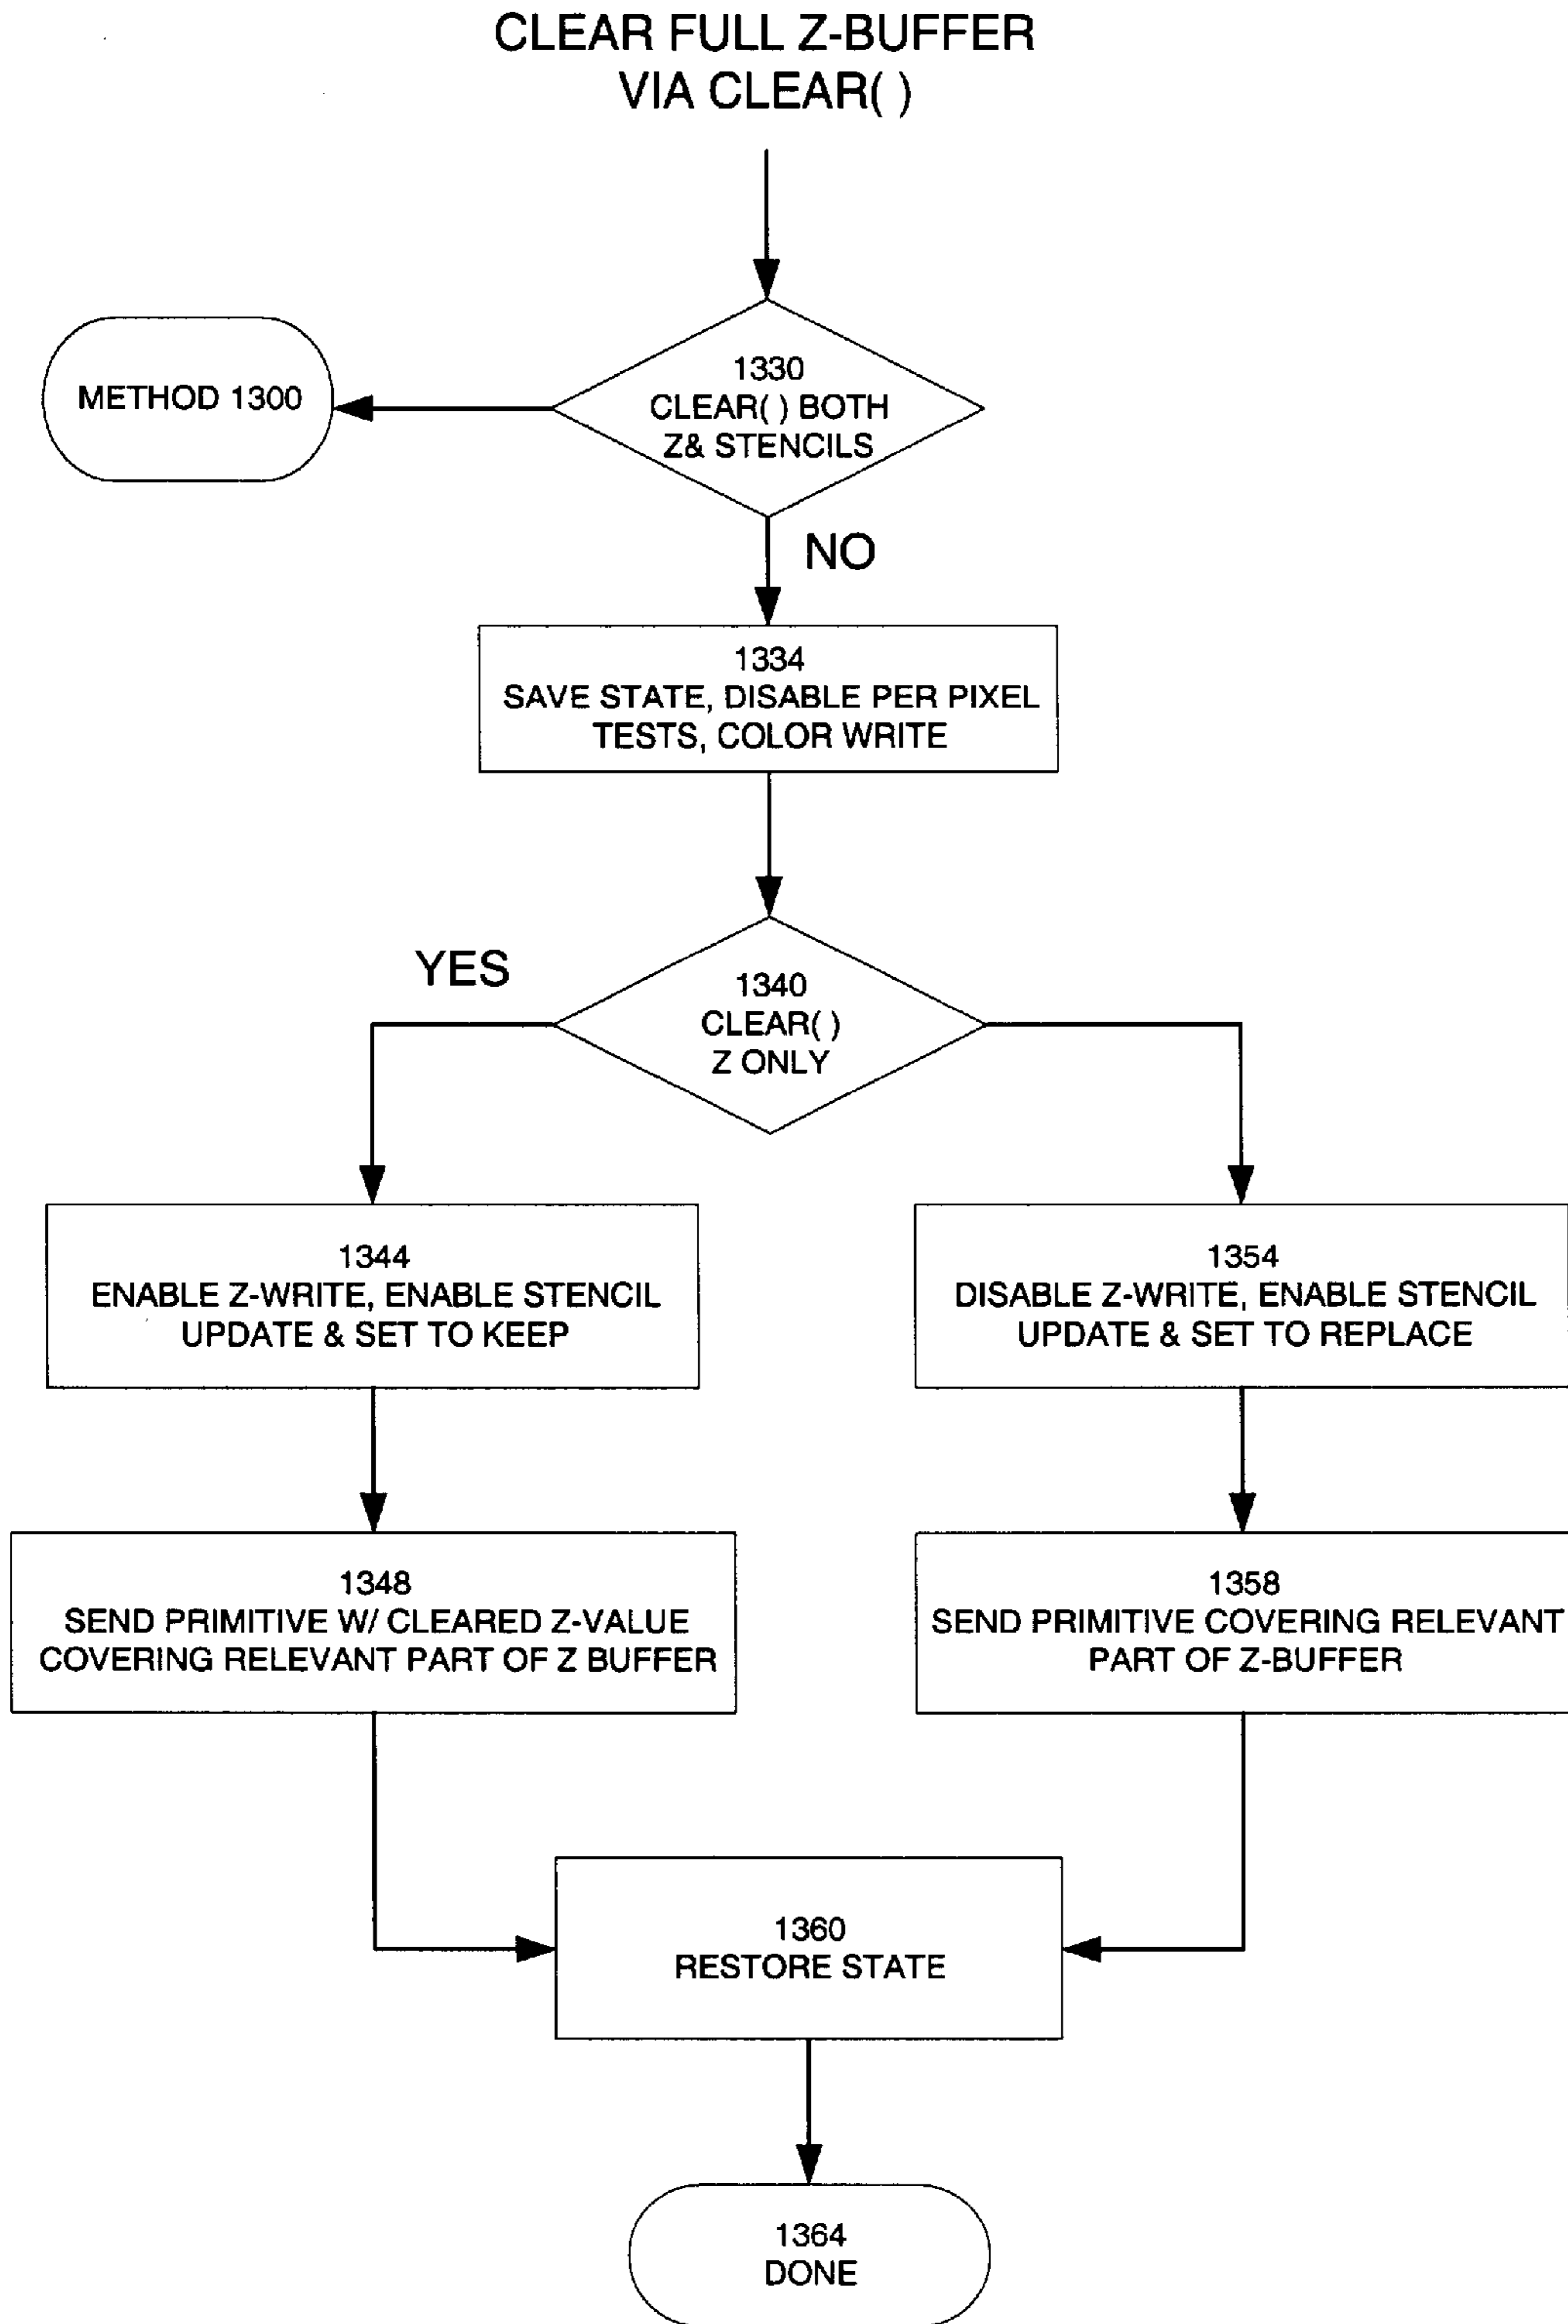 CLEAR FULL Z-BUFFER
VIA CLEAR( )
1330
CLEAR( ) BOTH
Z& STENCILS
METHOD 1300
NO
1334
SAVE STATE, DISABLE PER PIXEL
TESTS, COLOR WRITE
YES
1340
CLEAR( )
Z ONLY
1344
ENABLE Z-WRITE, ENABLE STENCIL
UPDATE & SET TO KEEP
1354
DISABLE Z-WRITE, ENABLE STENCIL
UPDATE & SET TO REPLACE
1348
SEND PRIMITIVE W/ CLEARED Z-VALUE
COVERING RELEVANT PART OF Z BUFFER
1358
SEND PRIMITIVE COVERING RELEVANT
PART OF Z-BUFFER
1360
RESTORE STATE
1364
DONE